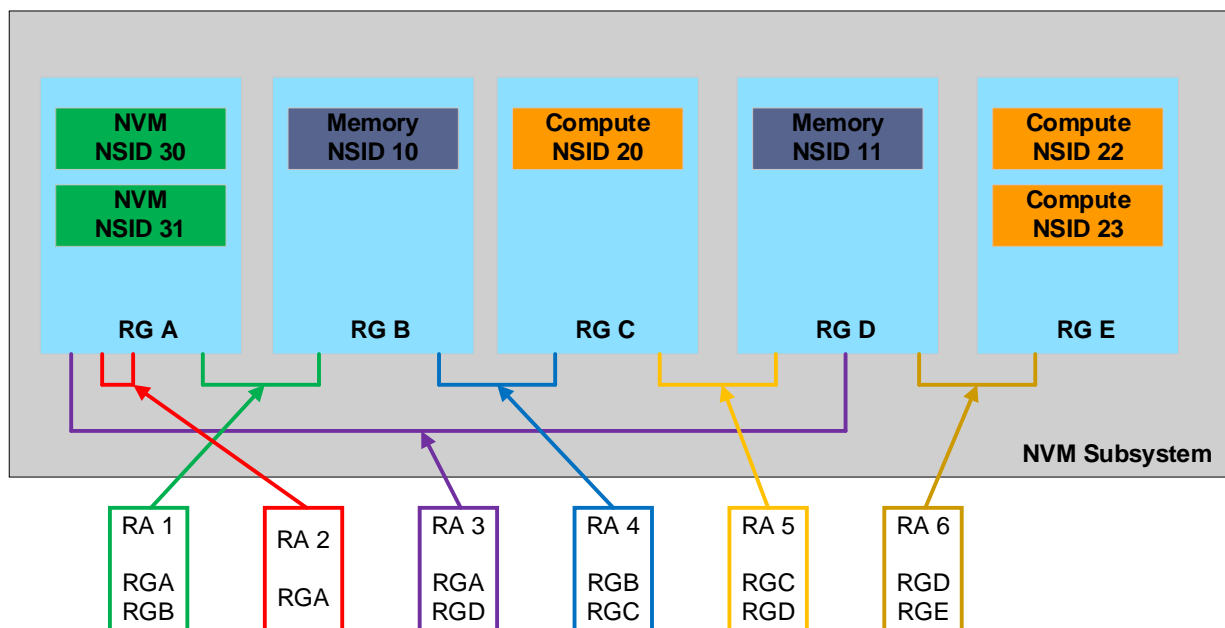 NVM
NSID 30
NVM
NSID 31
RG A
Memory
NSID 10
RG B
Compute
NSID 20
RG C
Memory
NSID 11
RG D
Compute
NSID 22
Compute
NSID 23
RG E
NVM Subsystem
RA 1
RGA
RGB
RA 2
RGA
RA 3
RGA
RGD
RA 4
RGB
RGC
RA 5
RGC
RGD
RA 6
RGD
RGE